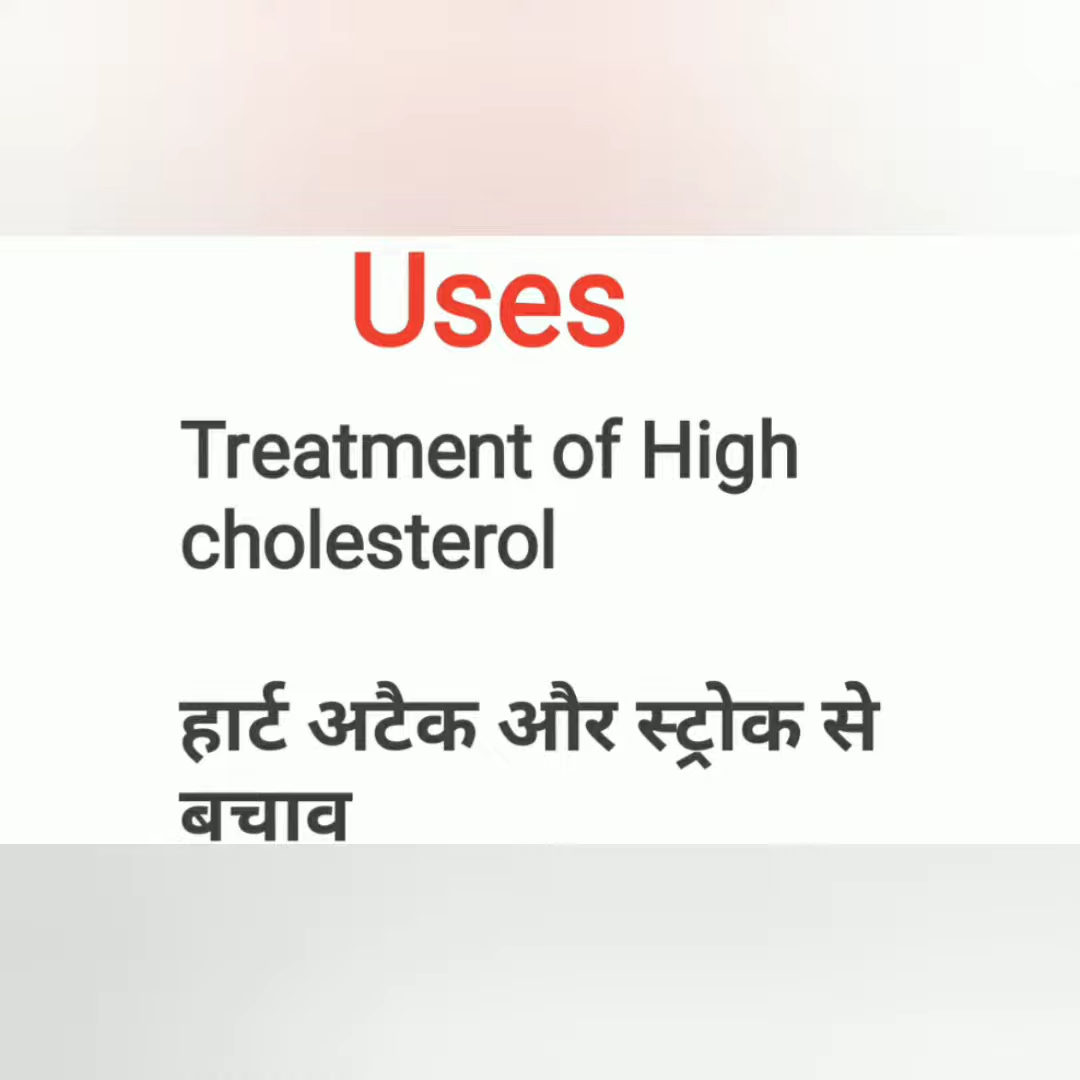 Uses
Treatment of High
cholesterol
हार्ट अटैक और स्ट्रोक से
बचाव